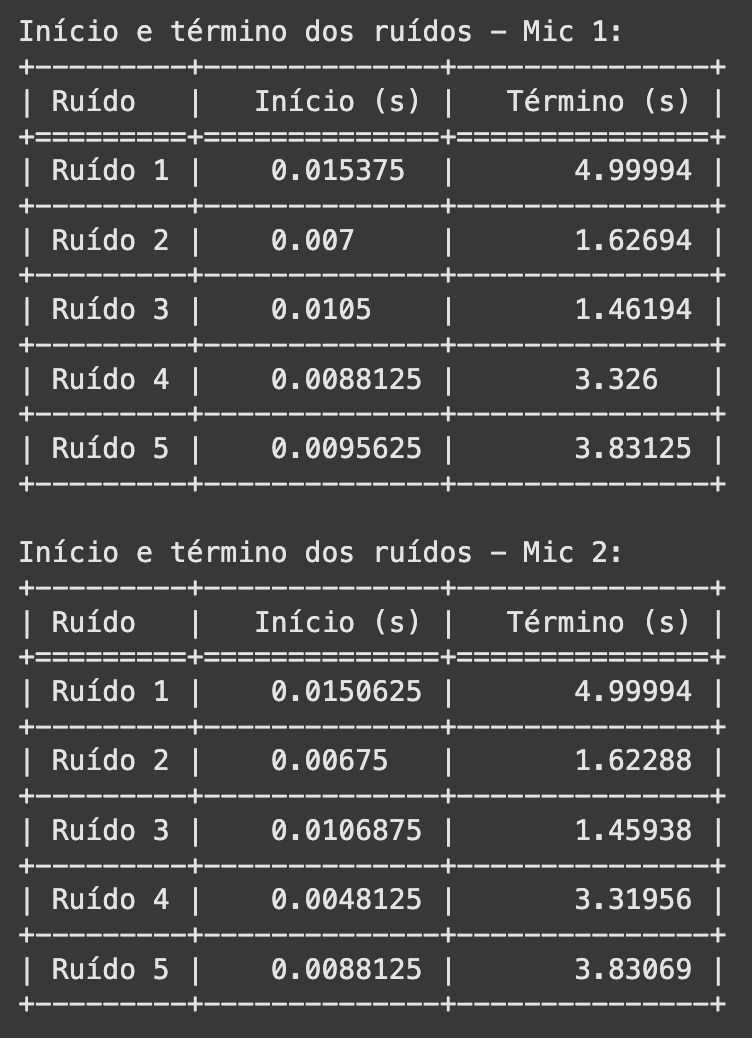 Início e término dos ruídos - Mic 1:
+---------+--------------+---------------+
| Ruído   |   Início (s) |   Término (s) |
+=========+==============+===============+
| Ruído 1 |    0.015375  |       4.99994 |
+---------+--------------+---------------+
| Ruído 2 |    0.007     |       1.62694 |
+---------+--------------+---------------+
| Ruído 3 |    0.0105    |       1.46194 |
+---------+--------------+---------------+
| Ruído 4 |    0.0088125 |       3.326   |
+---------+--------------+---------------+
| Ruído 5 |    0.0095625 |       3.83125 |
+---------+--------------+---------------+

Início e término dos ruídos - Mic 2:
+---------+--------------+---------------+
| Ruído   |   Início (s) |   Término (s) |
+=========+==============+===============+
| Ruído 1 |    0.0150625 |       4.99994 |
+---------+--------------+---------------+
| Ruído 2 |    0.00675   |       1.62288 |
+---------+--------------+---------------+
| Ruído 3 |    0.0106875 |       1.45938 |
+---------+--------------+---------------+
| Ruído 4 |    0.0048125 |       3.31956 |
+---------+--------------+---------------+
| Ruído 5 |    0.0088125 |       3.83069 |
+---------+--------------+---------------+